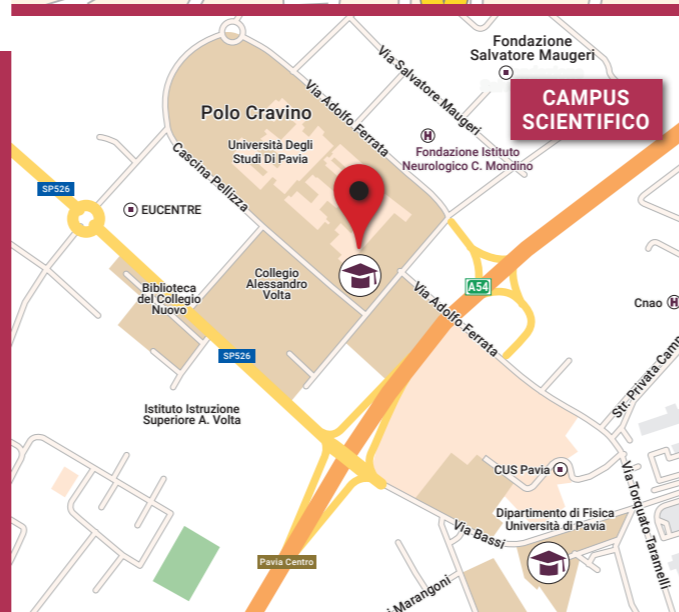 Fondazione
Salvatore Maugeri
Via Salvatore Maugeri
CAMPUS
SCIENTIFICO
Via Adolfo Ferrata
Polo Cravino
Università Degli
Studi Di Pavia
H
Fondazione Istituto
Neurologico C. Mondino
Cascina Pellizza
SP526
EUCENTRE
Collegio
Alessandro
Volta
Biblioteca
del Collegio
Nuovo
A54
Via Adolfo Ferrata
Cnao H
SP526
Str. Privata Camp
Istituto Istruzione
Superiore A. Volta
CUS Pavia
Via Torquato Taramelli
Dipartimento di Fisica
Università di Pavia
Via Bassi
Pavia Centro
i Marangoni